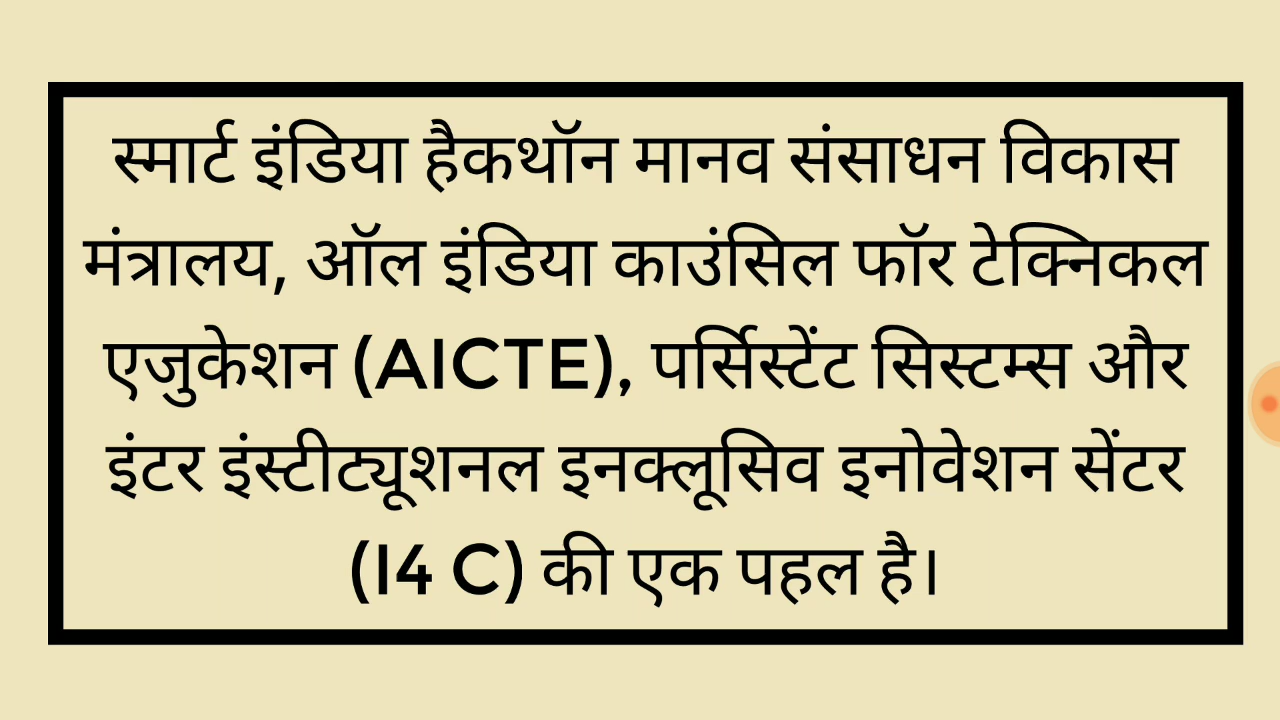 स्मार्ट इंडिया हैकथॉन मानव संसाधन विकास
मंत्रालय, ऑल इंडिया काउंसिल फॉर टेक्निकल
एजुकेशन (AICTE), पर्सिस्टेंट सिस्टम्स और
इंटर इंस्टीट्यूशनल इनक्लूसिव इनोवेशन सेंटर
(I4 C) की एक पहल है।